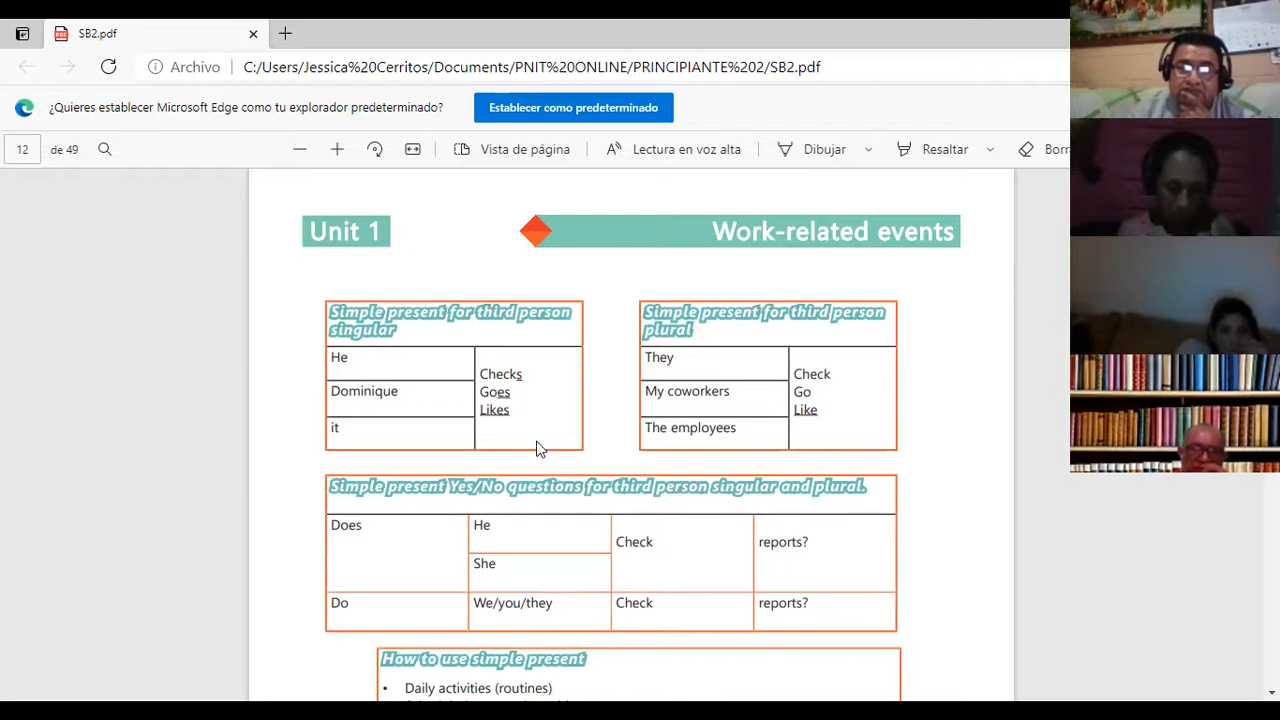 SB2.pdf
Archivo
C:/Users/Jessica%20Cerritos/Documents/PNIT%20ONLINE/PRINCIPIANTE%202/SB2.pdf
¿Quieres establecer Microsoft Edge como tu explorador predeterminado?
Establecer como predeterminado
12 de 49
Vista de página
Lectura en voz alta
Dibujar
Resaltar
Borr
Unit 1
Work-related events
Simple present for third person
singular
He
Dominique
it
Checks
Goes
Likes
Simple present for third person
plural
They
My coworkers
The employees
Check
Go
Like
Simple present Yes/No questions for third person singular and plural.
Does
He
She
Check
reports?
Do
We/you/they
Check
reports?
How to use simple present
• Daily activities (routines)